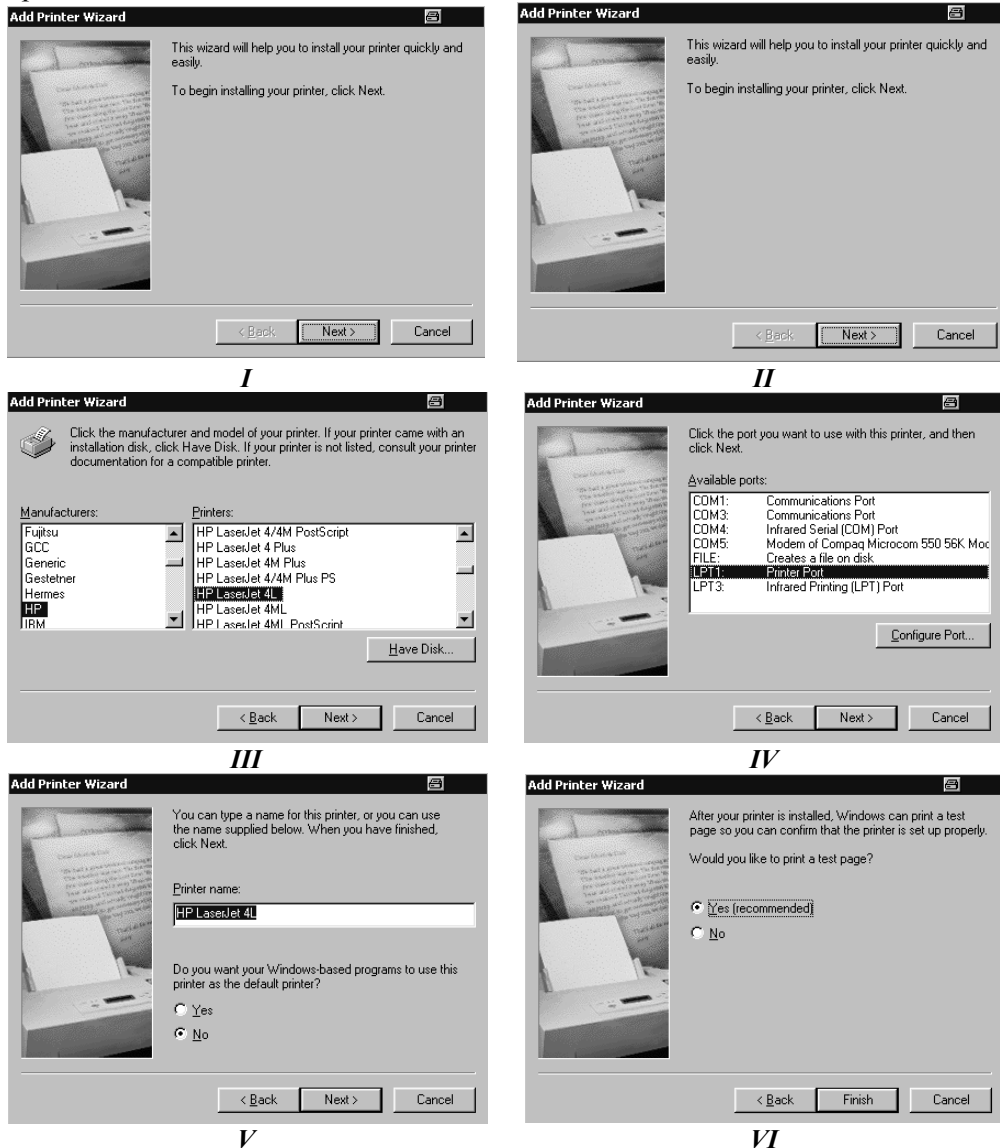 Add Printer Wizard
This wizard will help you to install your printer quickly and
easily.
To begin installing your printer, click Next.
< Back
Next >
Cancel
I
Add Printer Wizard
This wizard will help you to install your printer quickly and
easily.
To begin installing your printer, click Next.
< Back
Next >
Cancel
II
Add Printer Wizard
Click the manufacturer and model of your printer. If your printer came with an
installation disk, click Have Disk. If your printer is not listed, consult your printer
documentation for a compatible printer.
Manufacturers:
Fujitsu
GCC
Generic
Gestetner
Hermes
HP
IBM
Printers:
HP LaserJet 4/4M PostScript
HP LaserJet 4 Plus
HP LaserJet 4M Plus
HP LaserJet 4/4M Plus PS
HP LaserJet 4L
HP LaserJet 4ML
HP LaserJet 4ML PostScript
Have Disk...
< Back
Next >
Cancel
III
Add Printer Wizard
Click the port you want to use with this printer, and then
click Next.
Available ports:
COM1: Communications Port
COM3: Communications Port
COM4: Infrared Serial (COM) Port
COM5: Modem of Compaq Microcom 550 56K Moc
FILE: Creates a file on disk
LPT1: Printer Port
LPT3: Infrared Printing (LPT) Port
Configure Port...
< Back
Next >
Cancel
IV
Add Printer Wizard
You can type a name for this printer, or you can use
the name supplied below. When you have finished,
click Next.
Printer name:
HP LaserJet 4L
Do you want your Windows-based programs to use this
printer as the default printer?
Yes
No
< Back
Next >
Cancel
V
Add Printer Wizard
After your printer is installed, Windows can print a test
page so you can confirm that the printer is set up properly.
Would you like to print a test page?
Yes (recommended)
No
< Back
Finish
Cancel
VI